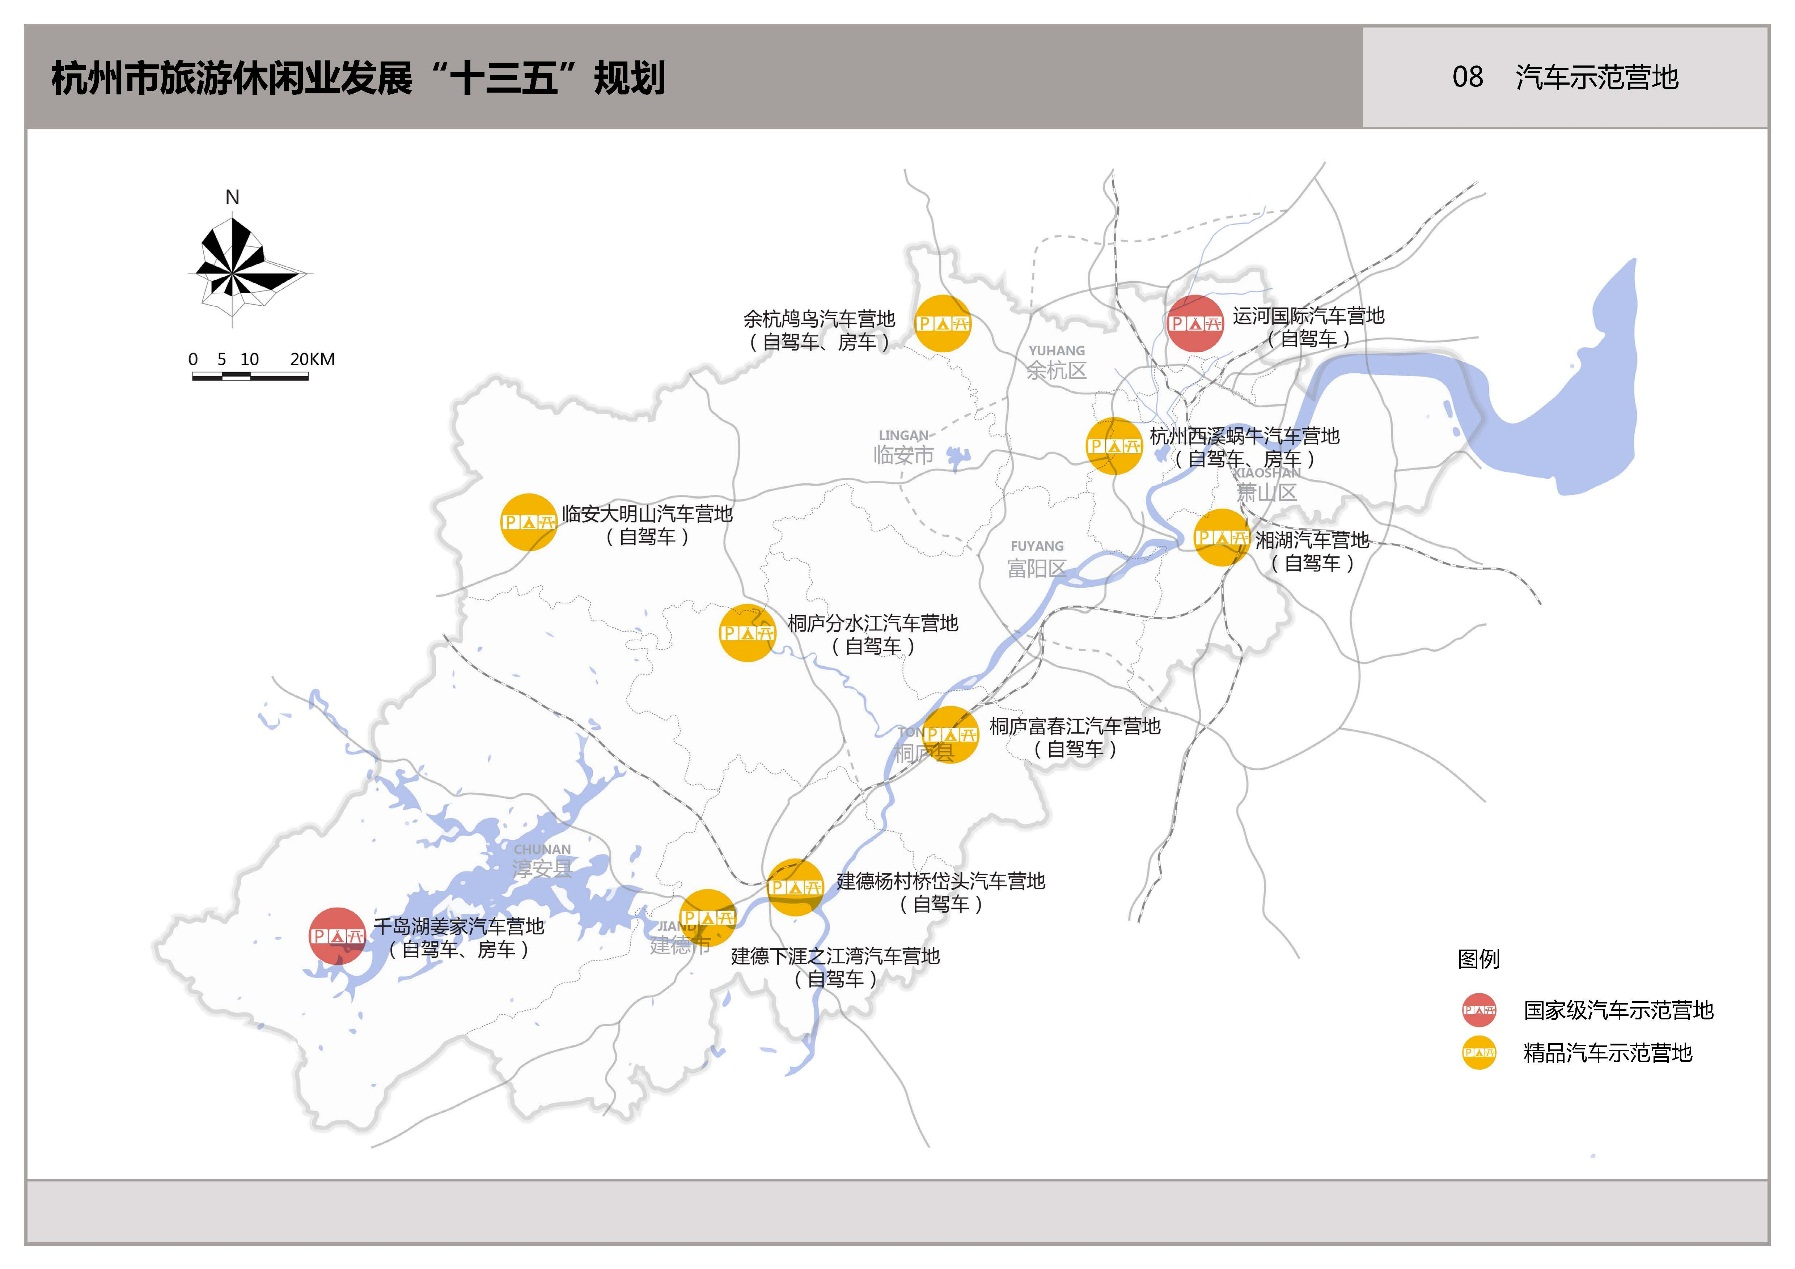 杭州市旅游休闲业发展“十三五”规划
08 汽车示范营地
N
0 5 10 20KM
余杭鸬鸟汽车营地
（自驾车、房车）
运河国际汽车营地
（自驾车）
YUHANG
余杭区
LINGAN
临安市
杭州西溪蜗牛汽车营地
（自驾车、房车）
XIAOSHAN
萧山区
临安大明山汽车营地
（自驾车）
FUYANG
富阳区
湘湖汽车营地
（自驾车）
桐庐分水江汽车营地
（自驾车）
桐庐富春江汽车营地
（自驾车）
TON
桐庐县
CHUNAN
淳安县
建德杨村桥岱头汽车营地
（自驾车）
千岛湖姜家汽车营地
（自驾车、房车）
JIAND
建德市
建德下涯之江湾汽车营地
（自驾车）
图例
国家级汽车示范营地
精品汽车示范营地